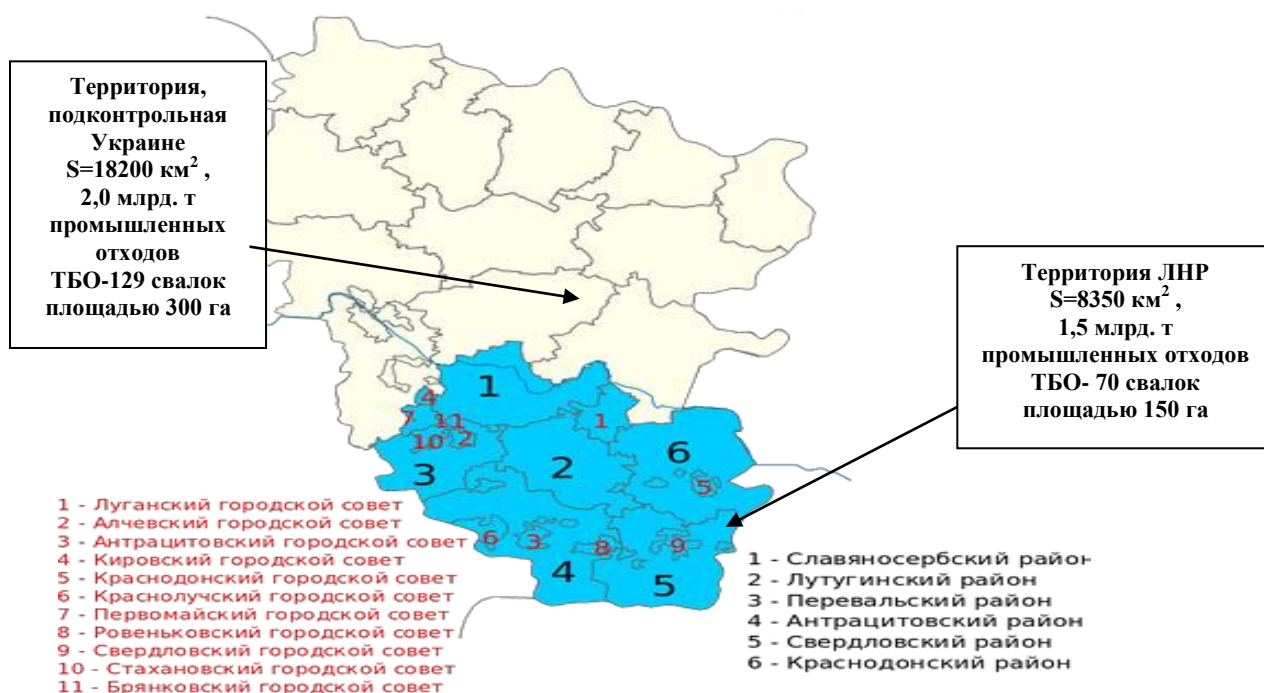 Территория,
подконтрольная
Украине
S=18200 км² ,
2,0 млрд. т
промышленных
отходов
ТБО-129 свалок
площадью 300 га
Территория ЛНР
S=8350 км² ,
1,5 млрд. т
промышленных отходов
ТБО- 70 свалок
площадью 150 га
1
4
7
11
1
10
2
3
2
6
5
6
3
8
9
4
5
1 - Луганский городской совет
2 - Алчевский городской совет
3 - Антрацитовский городской совет
4 - Кировский городской совет
5 - Краснодонский городской совет
6 - Краснолучский городской совет
7 - Первомайский городской совет
8 - Ровеньковский городской совет
9 - Свердловский городской совет
10 - Стахановский городской совет
11 - Брянковский городской совет
1 - Славяносербский район
2 - Лутугинский район
3 - Перевальский район
4 - Антрацитовский район
5 - Свердловский район
6 - Краснодонский район